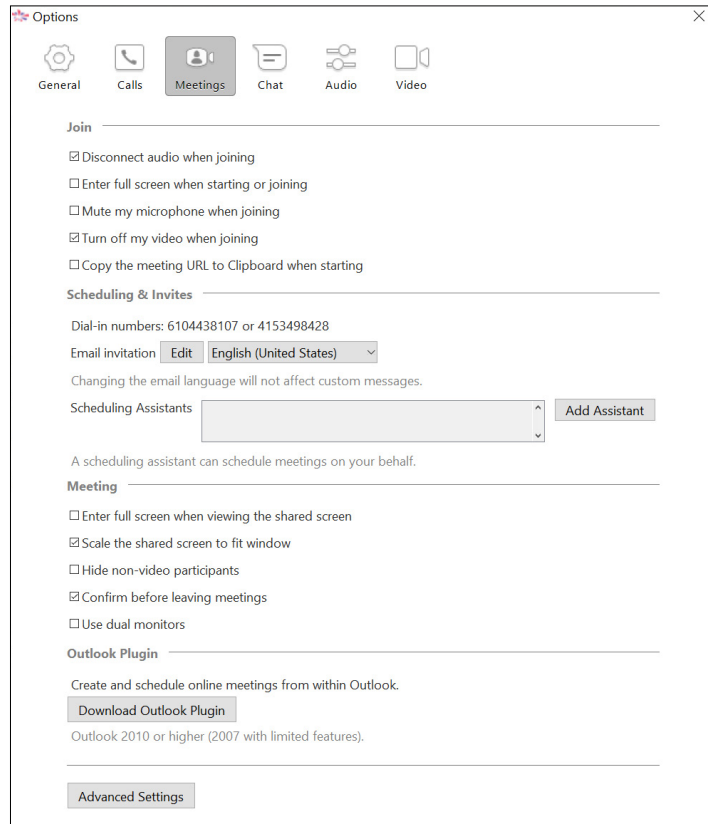 Options
General Calls Meetings Chat Audio Video
Join
Disconnect audio when joining
Enter full screen when starting or joining
Mute my microphone when joining
Turn off my video when joining
Copy the meeting URL to Clipboard when starting
Scheduling & Invites
Dial-in numbers: 6104438107 or 4153498428
Email invitation Edit English (United States)
Changing the email language will not affect custom messages.
Scheduling Assistants Add Assistant
A scheduling assistant can schedule meetings on your behalf.
Meeting
Enter full screen when viewing the shared screen
Scale the shared screen to fit window
Hide non-video participants
Confirm before leaving meetings
Use dual monitors
Outlook Plugin
Create and schedule online meetings from within Outlook.
Download Outlook Plugin
Outlook 2010 or higher (2007 with limited features).
Advanced Settings